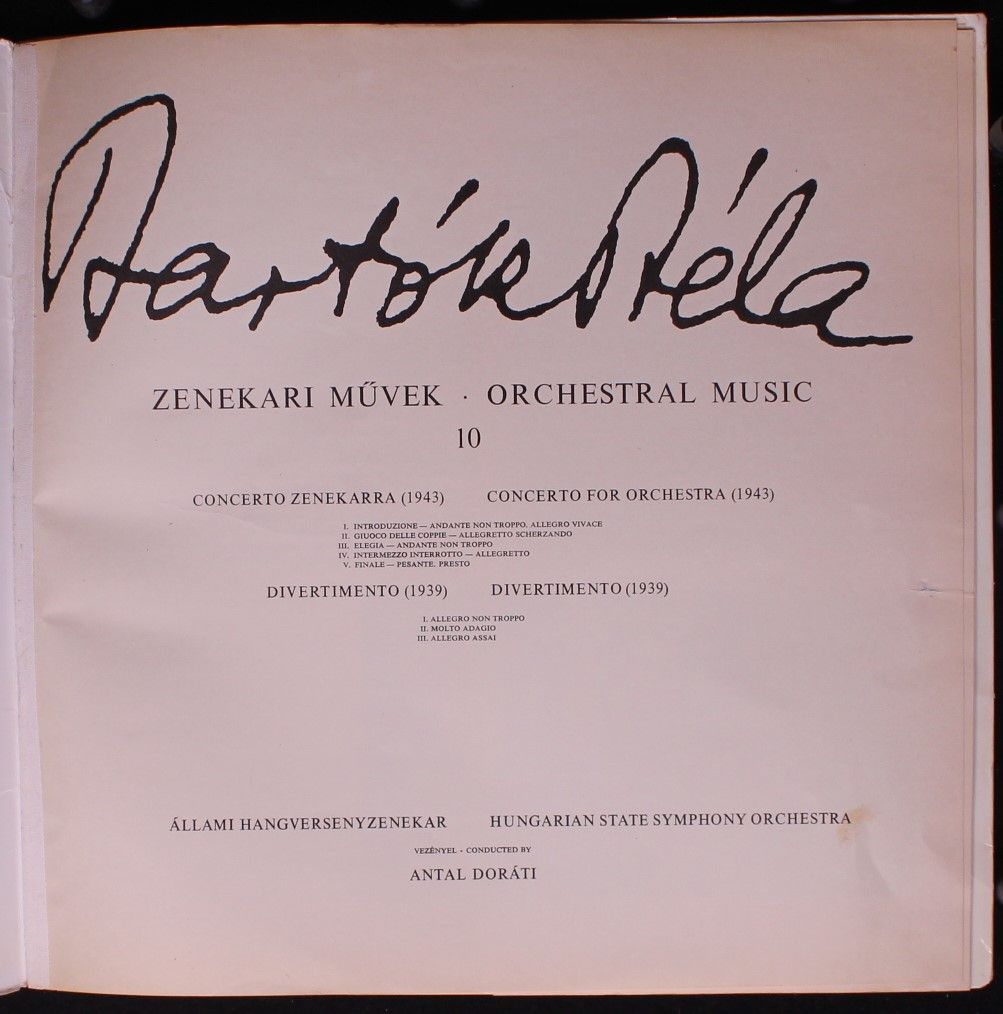 Bartók Béla
ZENEKARI MŰVEK · ORCHESTRAL MUSIC
10
CONCERTO ZENEKARRA (1943) CONCERTO FOR ORCHESTRA (1943)
I. INTRODUZIONE — ANDANTE NON TROPPO. ALLEGRO VIVACE
II. GIUOCO DELLE COPPIE — ALLEGRETTO SCHERZANDO
III. ELEGIA — ANDANTE NON TROPPO
IV. INTERMEZZO INTERROTTO — ALLEGRETTO
V. FINALE — PESANTE. PRESTO
DIVERTIMENTO (1939) DIVERTIMENTO (1939)
I. ALLEGRO NON TROPPO
II. MOLTO ADAGIO
III. ALLEGRO ASSAI
ÁLLAMI HANGVERSENYZENEKAR HUNGARIAN STATE SYMPHONY ORCHESTRA
VEZÉNYEL - CONDUCTED BY
ANTAL DORÁTI